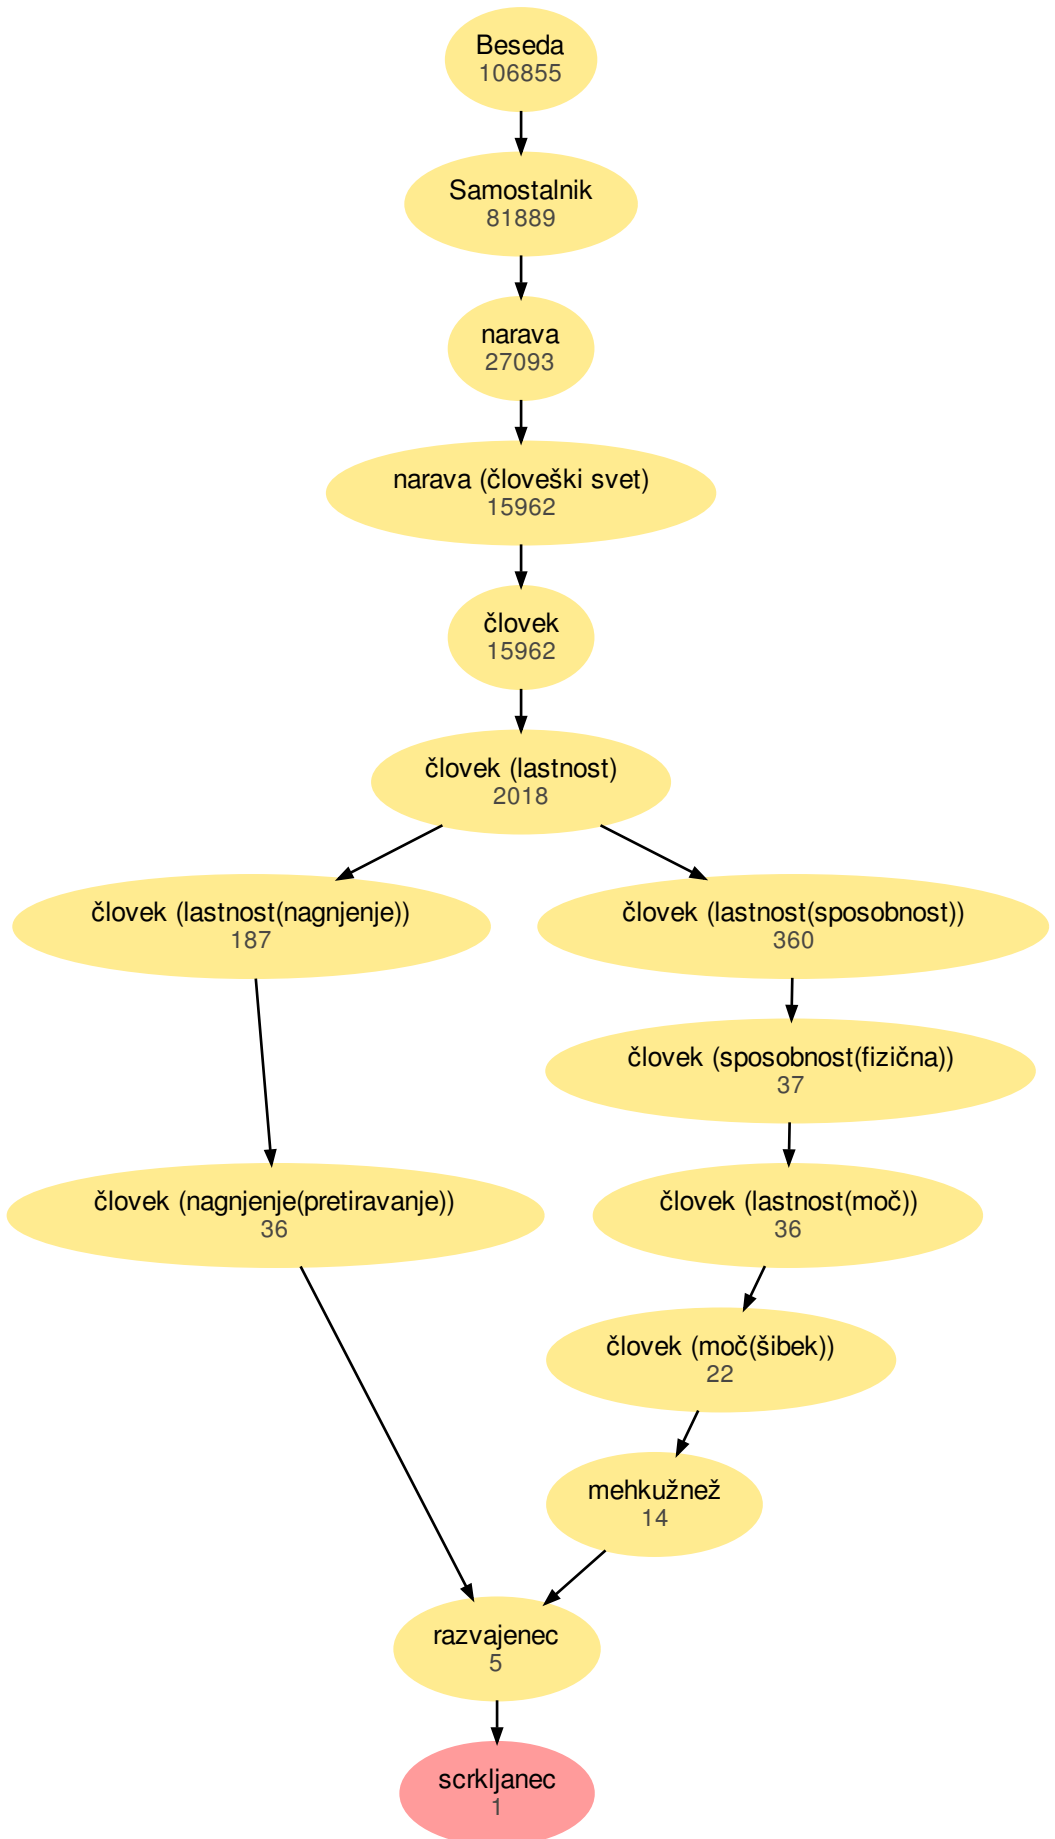 Beseda
106855
Samostalnik
81889
narava
27093
narava (človeški svet)
15962
človek
15962
človek (lastnost)
2018
človek (lastnost(nagnjenje))
187
človek (lastnost(sposobnost))
360
človek (sposobnost(fizična))
37
človek (nagnjenje(pretiravanje))
36
človek (lastnost(moč))
36
človek (moč(šibek))
22
mehkužnež
14
razvajenec
5
scrkljanec
1